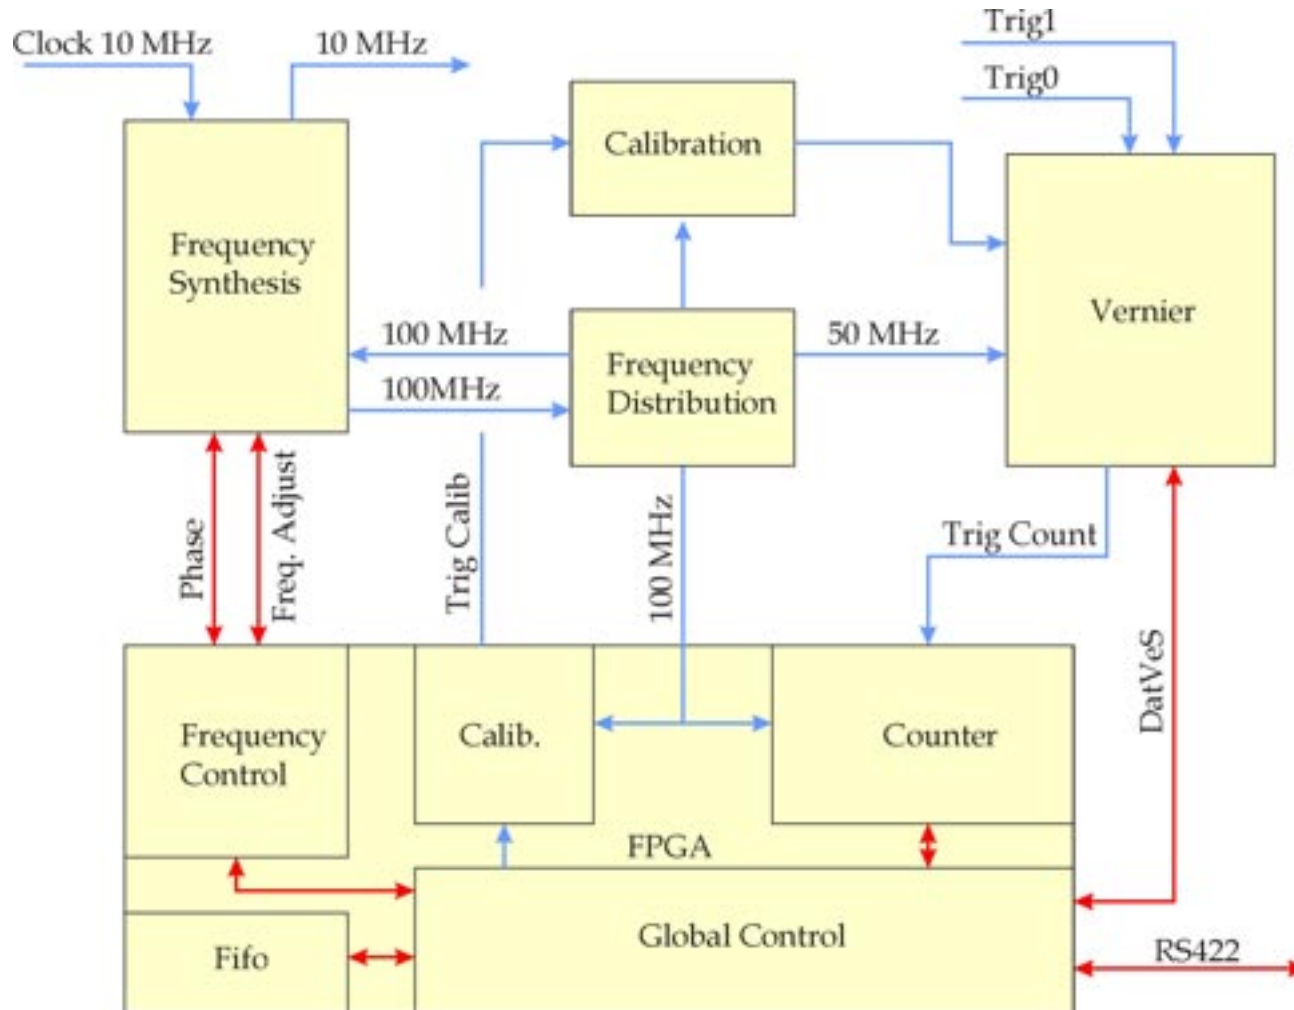 Clock 10 MHz
10 MHz
Trig1
Trig0
Calibration
Frequency
Synthesis
Vernier
100 MHz
50 MHz
Frequency
Distribution
100MHz
Phase
Freq. Adjust
Trig Calib
100 MHz
Trig Count
DatVeS
Frequency
Control
Calib.
Counter
FPGA
Global Control
Fifo
RS422